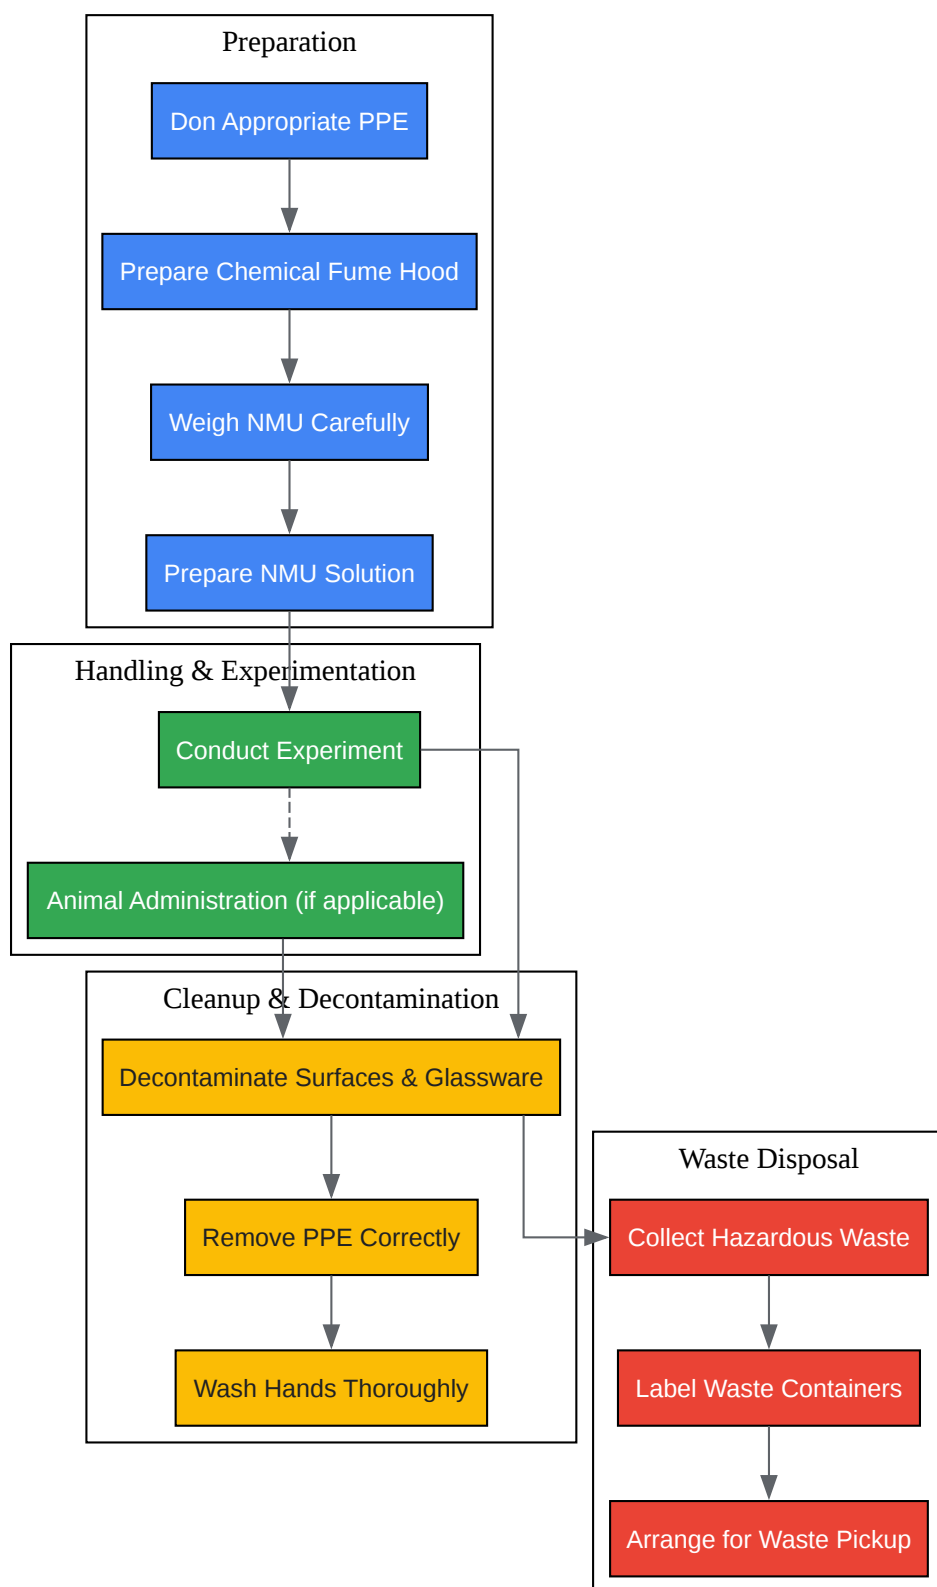 Preparation
Don Appropriate PPE
Prepare Chemical Fume Hood
Weigh NMU Carefully
Prepare NMU Solution
Handling & Experimentation
Conduct Experiment
Animal Administration (if applicable)
Cleanup & Decontamination
Decontaminate Surfaces & Glassware
Remove PPE Correctly
Wash Hands Thoroughly
Waste Disposal
Collect Hazardous Waste
Label Waste Containers
Arrange for Waste Pickup